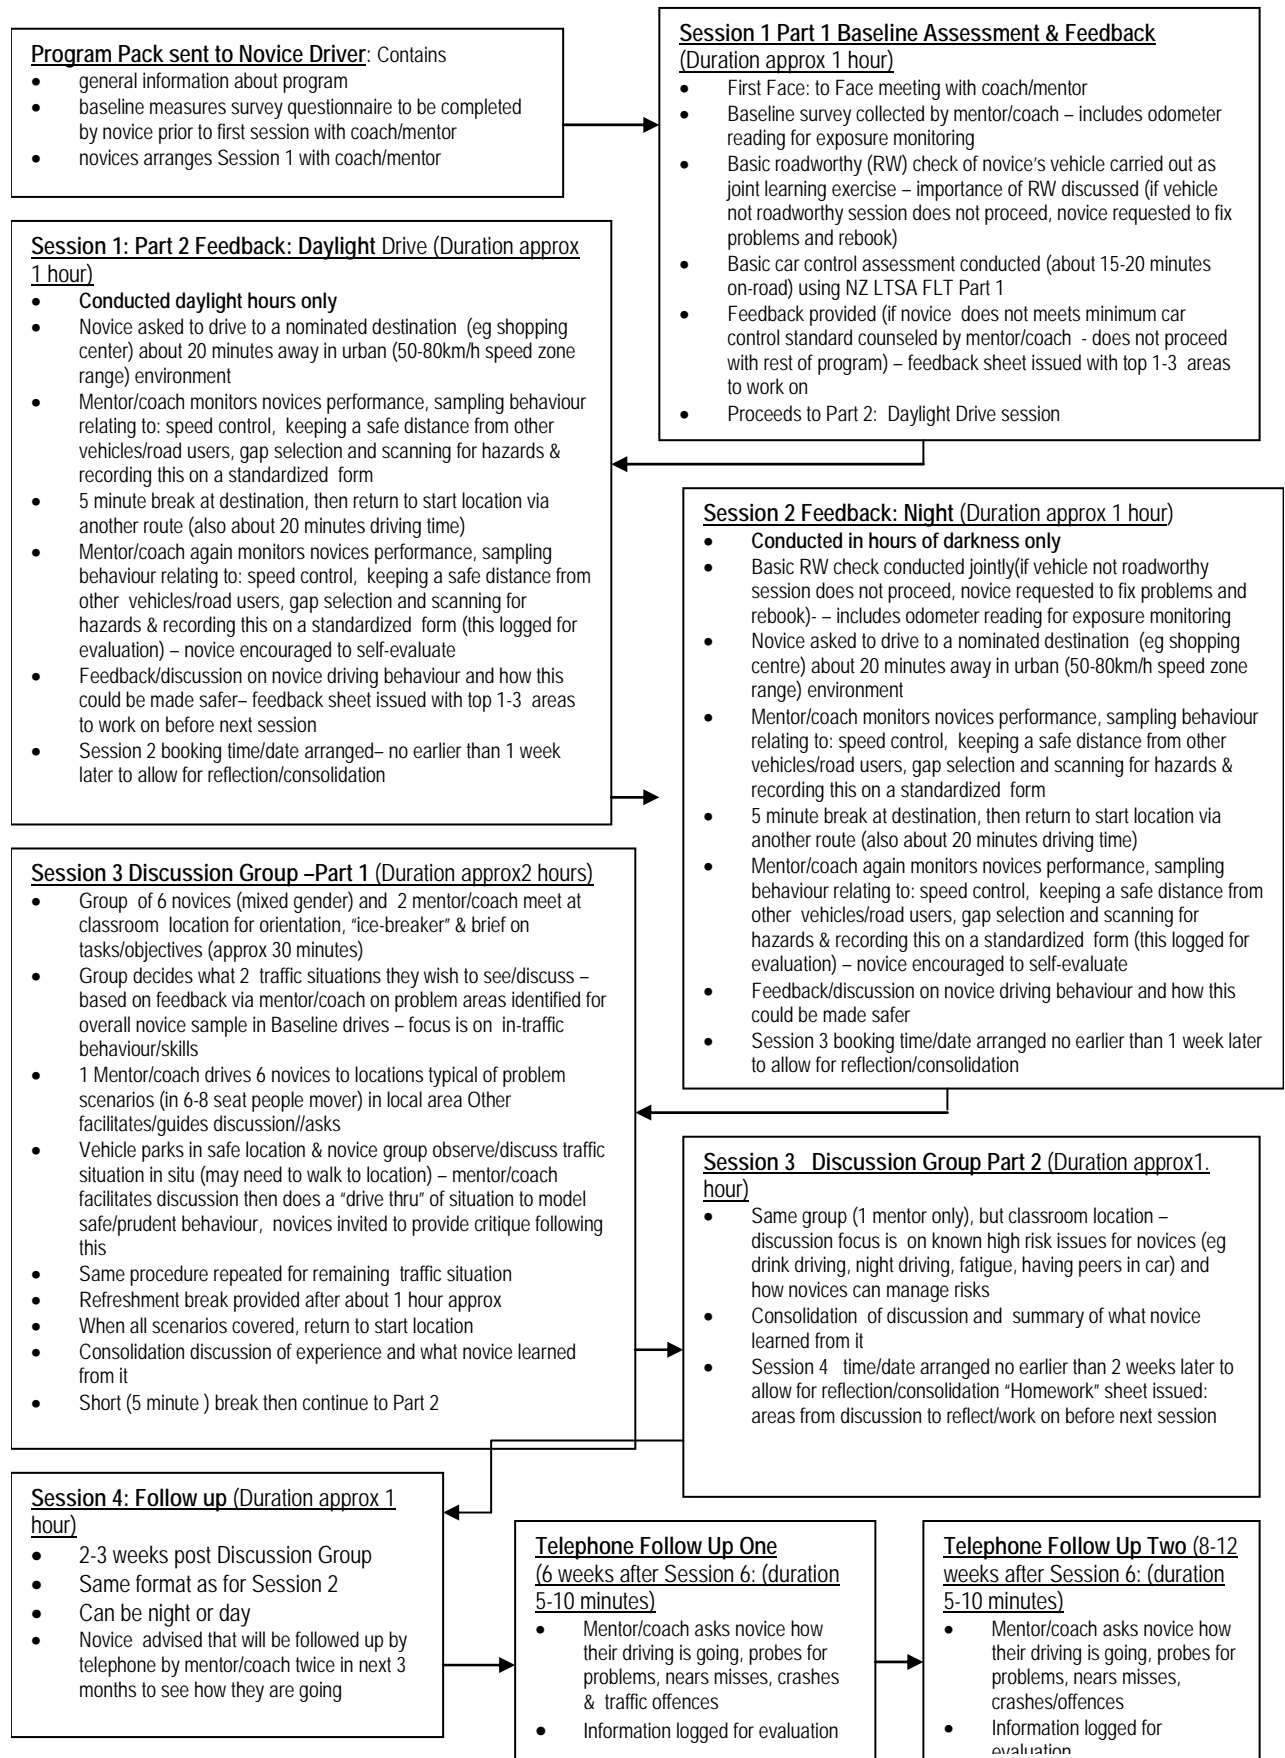 Program Pack sent to Novice Driver: Contains
• general information about program
• baseline measures survey questionnaire to be completed
by novice prior to first session with coach/mentor
• novices arranges Session 1 with coach/mentor
Session 1 Part 1 Baseline Assessment & Feedback
(Duration approx 1 hour)
• First Face: to Face meeting with coach/mentor
• Baseline survey collected by mentor/coach – includes odometer
reading for exposure monitoring
• Basic roadworthy (RW) check of novice's vehicle carried out as
joint learning exercise – importance of RW discussed (if vehicle
not roadworthy session does not proceed, novice requested to fix
problems and rebook)
• Basic car control assessment conducted (about 15-20 minutes
on-road) using NZ LTSA FLT Part 1
• Feedback provided (if novice does not meets minimum car
control standard counseled by mentor/coach - does not proceed
with rest of program) – feedback sheet issued with top 1-3 areas
to work on
• Proceeds to Part 2: Daylight Drive session
Session 1: Part 2 Feedback: Daylight Drive (Duration approx
1 hour)
• Conducted daylight hours only
• Novice asked to drive to a nominated destination (eg shopping
center) about 20 minutes away in urban (50-80km/h speed zone
range) environment
• Mentor/coach monitors novices performance, sampling behaviour
relating to: speed control, keeping a safe distance from other
vehicles/road users, gap selection and scanning for hazards &
recording this on a standardized form
• 5 minute break at destination, then return to start location via
another route (also about 20 minutes driving time)
• Mentor/coach again monitors novices performance, sampling
behaviour relating to: speed control, keeping a safe distance from
other vehicles/road users, gap selection and scanning for
hazards & recording this on a standardized form (this logged for
evaluation) – novice encouraged to self-evaluate
• Feedback/discussion on novice driving behaviour and how this
could be made safer– feedback sheet issued with top 1-3 areas
to work on before next session
• Session 2 booking time/date arranged– no earlier than 1 week
later to allow for reflection/consolidation
Session 2 Feedback: Night (Duration approx 1 hour)
• Conducted in hours of darkness only
• Basic RW check conducted jointly(if vehicle not roadworthy
session does not proceed, novice requested to fix problems and
rebook)- – includes odometer reading for exposure monitoring
• Novice asked to drive to a nominated destination (eg shopping
centre) about 20 minutes away in urban (50-80km/h speed zone
range) environment
• Mentor/coach monitors novices performance, sampling behaviour
relating to: speed control, keeping a safe distance from other
vehicles/road users, gap selection and scanning for hazards &
recording this on a standardized form
• 5 minute break at destination, then return to start location via
another route (also about 20 minutes driving time)
• Mentor/coach again monitors novices performance, sampling
behaviour relating to: speed control, keeping a safe distance from
other vehicles/road users, gap selection and scanning for
hazards & recording this on a standardized form (this logged for
evaluation) – novice encouraged to self-evaluate
• Feedback/discussion on novice driving behaviour and how this
could be made safer
• Session 3 booking time/date arranged no earlier than 1 week later
to allow for reflection/consolidation
Session 3 Discussion Group –Part 1 (Duration approx2 hours)
• Group of 6 novices (mixed gender) and 2 mentor/coach meet at
classroom location for orientation, "ice-breaker" & brief on
tasks/objectives (approx 30 minutes)
• Group decides what 2 traffic situations they wish to see/discuss –
based on feedback via mentor/coach on problem areas identified for
overall novice sample in Baseline drives – focus is on in-traffic
behaviour/skills
• 1 Mentor/coach drives 6 novices to locations typical of problem
scenarios (in 6-8 seat people mover) in local area Other
facilitates/guides discussion//asks
• Vehicle parks in safe location & novice group observe/discuss traffic
situation in situ (may need to walk to location) – mentor/coach
facilitates discussion then does a "drive thru" of situation to model
safe/prudent behaviour, novices invited to provide critique following
this
• Same procedure repeated for remaining traffic situation
• Refreshment break provided after about 1 hour approx
• When all scenarios covered, return to start location
• Consolidation discussion of experience and what novice learned
from it
• Short (5 minute ) break then continue to Part 2
Session 3 Discussion Group Part 2 (Duration approx1.
hour)
• Same group (1 mentor only), but classroom location –
discussion focus is on known high risk issues for novices (eg
drink driving, night driving, fatigue, having peers in car) and
how novices can manage risks
• Consolidation of discussion and summary of what novice
learned from it
• Session 4 time/date arranged no earlier than 2 weeks later to
allow for reflection/consolidation "Homework" sheet issued:
areas from discussion to reflect/work on before next session
Session 4: Follow up (Duration approx 1
hour)
• 2-3 weeks post Discussion Group
• Same format as for Session 2
• Can be night or day
• Novice advised that will be followed up by
telephone by mentor/coach twice in next 3
months to see how they are going
Telephone Follow Up One
(6 weeks after Session 6: (duration
5-10 minutes)
• Mentor/coach asks novice how
their driving is going, probes for
problems, nears misses, crashes
& traffic offences
• Information logged for evaluation
Telephone Follow Up Two (8-12
weeks after Session 6: (duration
5-10 minutes)
• Mentor/coach asks novice how
their driving is going, probes for
problems, nears misses,
crashes/offences
• Information logged for
evaluation